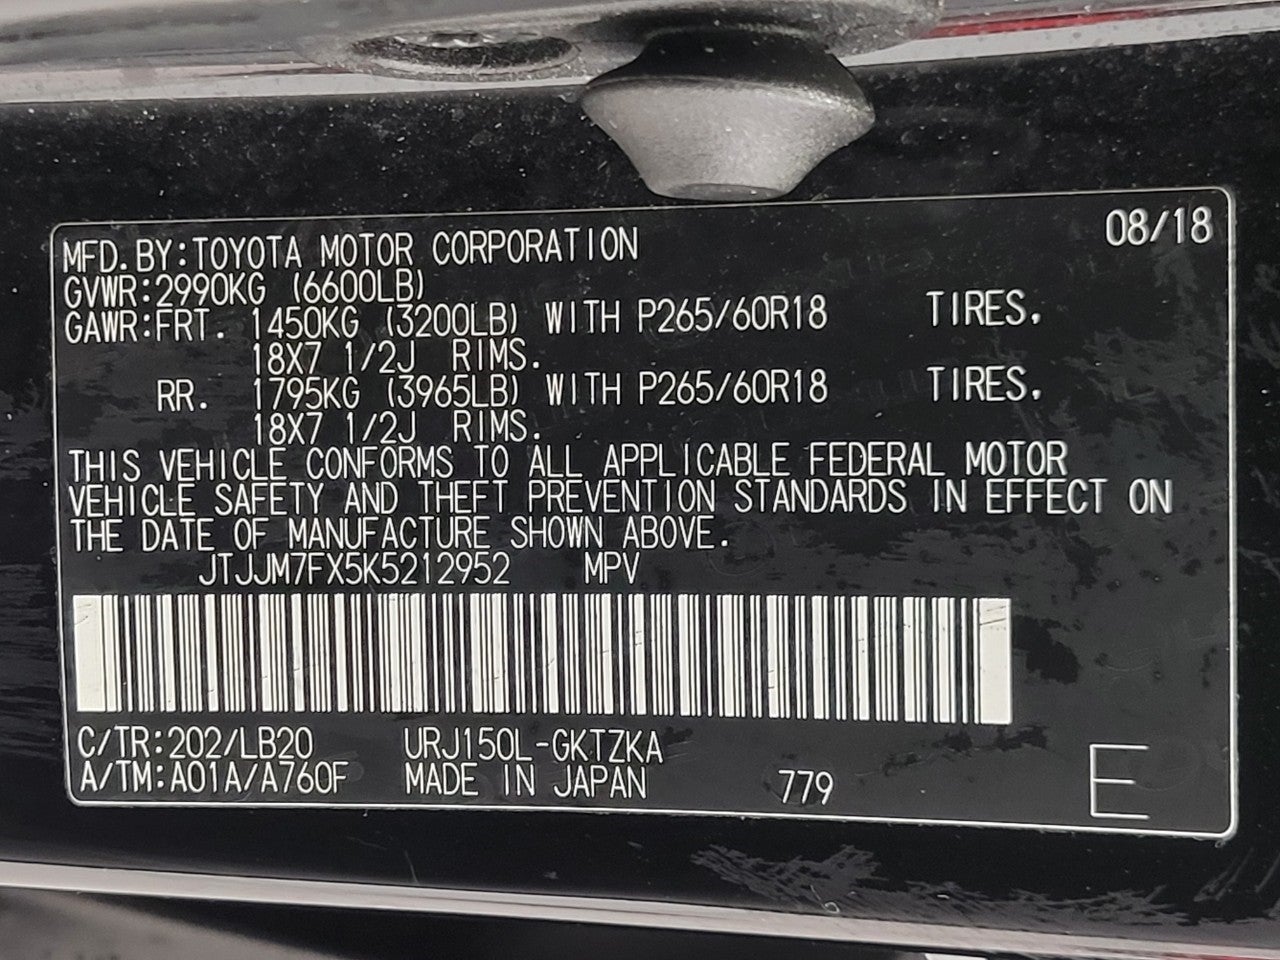 08/18
MFD. BY: TOYOTA MOTOR CORPORATION
GVWR: 2990KG (6600LB)
GAWR: FRT. 1450KG (3200LB) WITH P265/60R18 TIRES.
18X7 1/2J RIMS.
RR. 1795KG (3965LB) WITH P265/60R18 TIRES.
18X7 1/2J RIMS.
THIS VEHICLE CONFORMS TO ALL APPLICABLE FEDERAL MOTOR
VEHICLE SAFETY AND THEFT PREVENTION STANDARDS IN EFFECT ON
THE DATE OF MANUFACTURE SHOWN ABOVE.
JTJJM7FX5K5212952 MPV
C/TR: 202/LB20 URJ150L-GKTZKA
A/TM: A01A/A760F MADE IN JAPAN 779 E